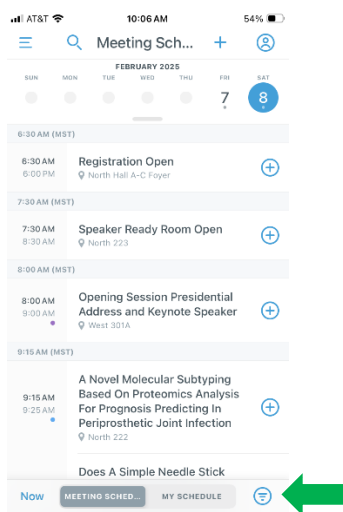 AT&T
10:06 AM
54%
Meeting Sch...
FEBRUARY 2025
SUN MON TUE WED THU FRI SAT
7 8
6:30 AM (MST)
6:30 AM
6:00 PM
Registration Open
North Hall A-C Foyer
7:30 AM (MST)
7:30 AM
8:30 AM
Speaker Ready Room Open
North 223
8:00 AM (MST)
8:00 AM
9:00 AM
Opening Session Presidential
Address and Keynote Speaker
West 301A
9:15 AM (MST)
9:15 AM
9:25 AM
A Novel Molecular Subtyping
Based On Proteomics Analysis
For Prognosis Predicting In
Periprosthetic Joint Infection
North 222
Does A Simple Needle Stick
Now
MEETING SCHED...
MY SCHEDULE